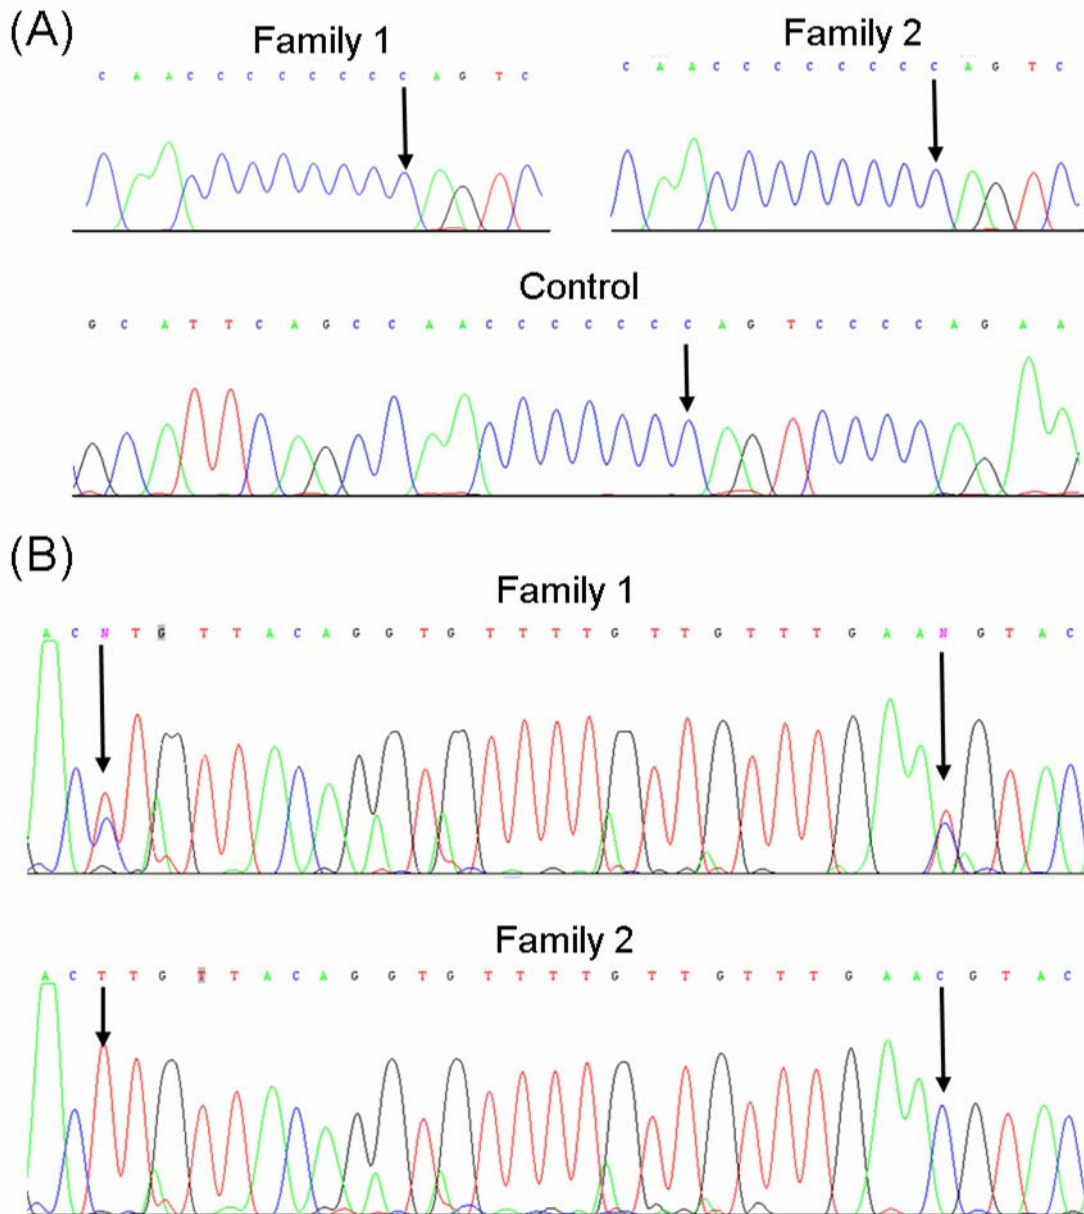 (A)
Family 1
C A A C C C C C C C C A G T C
Family 2
C A A C C C C C C C C A G T C
Control
G C A T T C A G C C A A C C C C C C C A G T C C C C A G A A
(B)
Family 1
A C N T G T T A C A G G T G T T T T G T T G T T T G A A N G T A C
Family 2
A C T T G T T A C A G G T G T T T T G T T G T T T G A A C G T A C